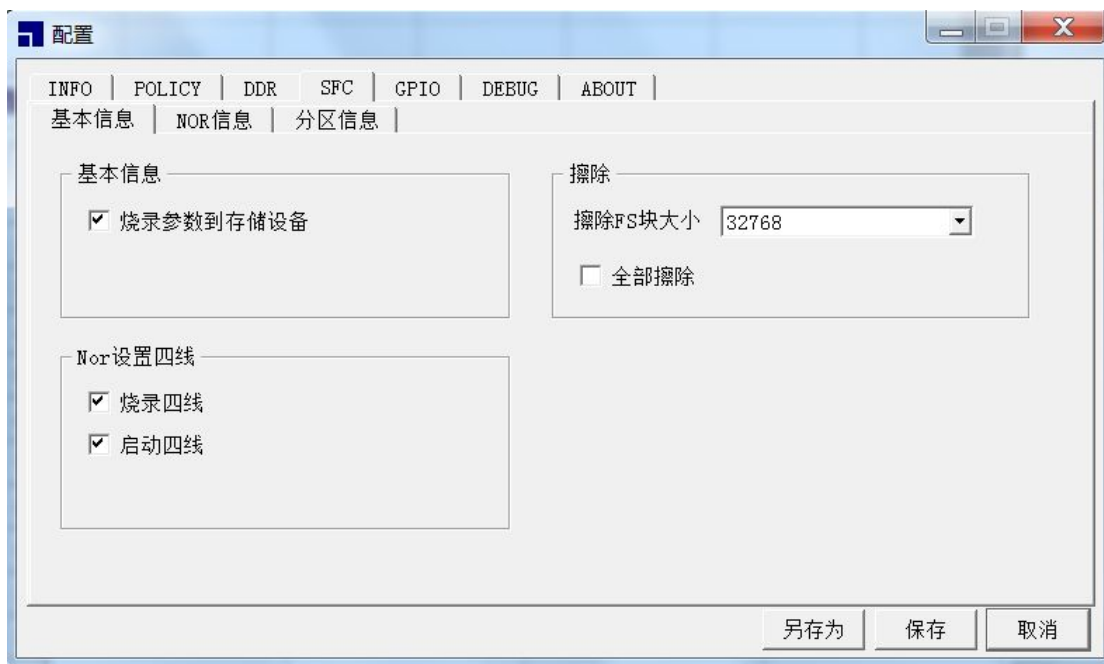 配置
INFO POLICY DDR SFC GPIO DEBUG ABOUT
基本信息 NOR信息 分区信息
基本信息
烧录参数到存储设备
擦除
擦除FS块大小 32768
全部擦除
Nor设置四线
烧录四线
启动四线
另存为 保存 取消